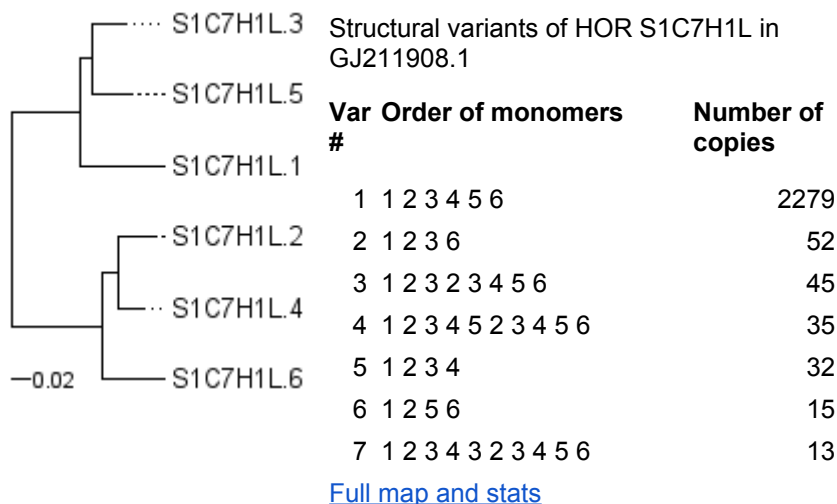 S1C7H1L.3
S1C7H1L.5
S1C7H1L.1
S1C7H1L.2
S1C7H1L.4
S1C7H1L.6
0.02
Structural variants of HOR S1C7H1L in
GJ211908.1
Var Order of monomers Number of
# copies
1 1 2 3 4 5 6 2279
2 1 2 3 6 52
3 1 2 3 2 3 4 5 6 45
4 1 2 3 4 5 2 3 4 5 6 35
5 1 2 3 4 32
6 1 2 5 6 15
7 1 2 3 4 3 2 3 4 5 6 13
Full map and stats